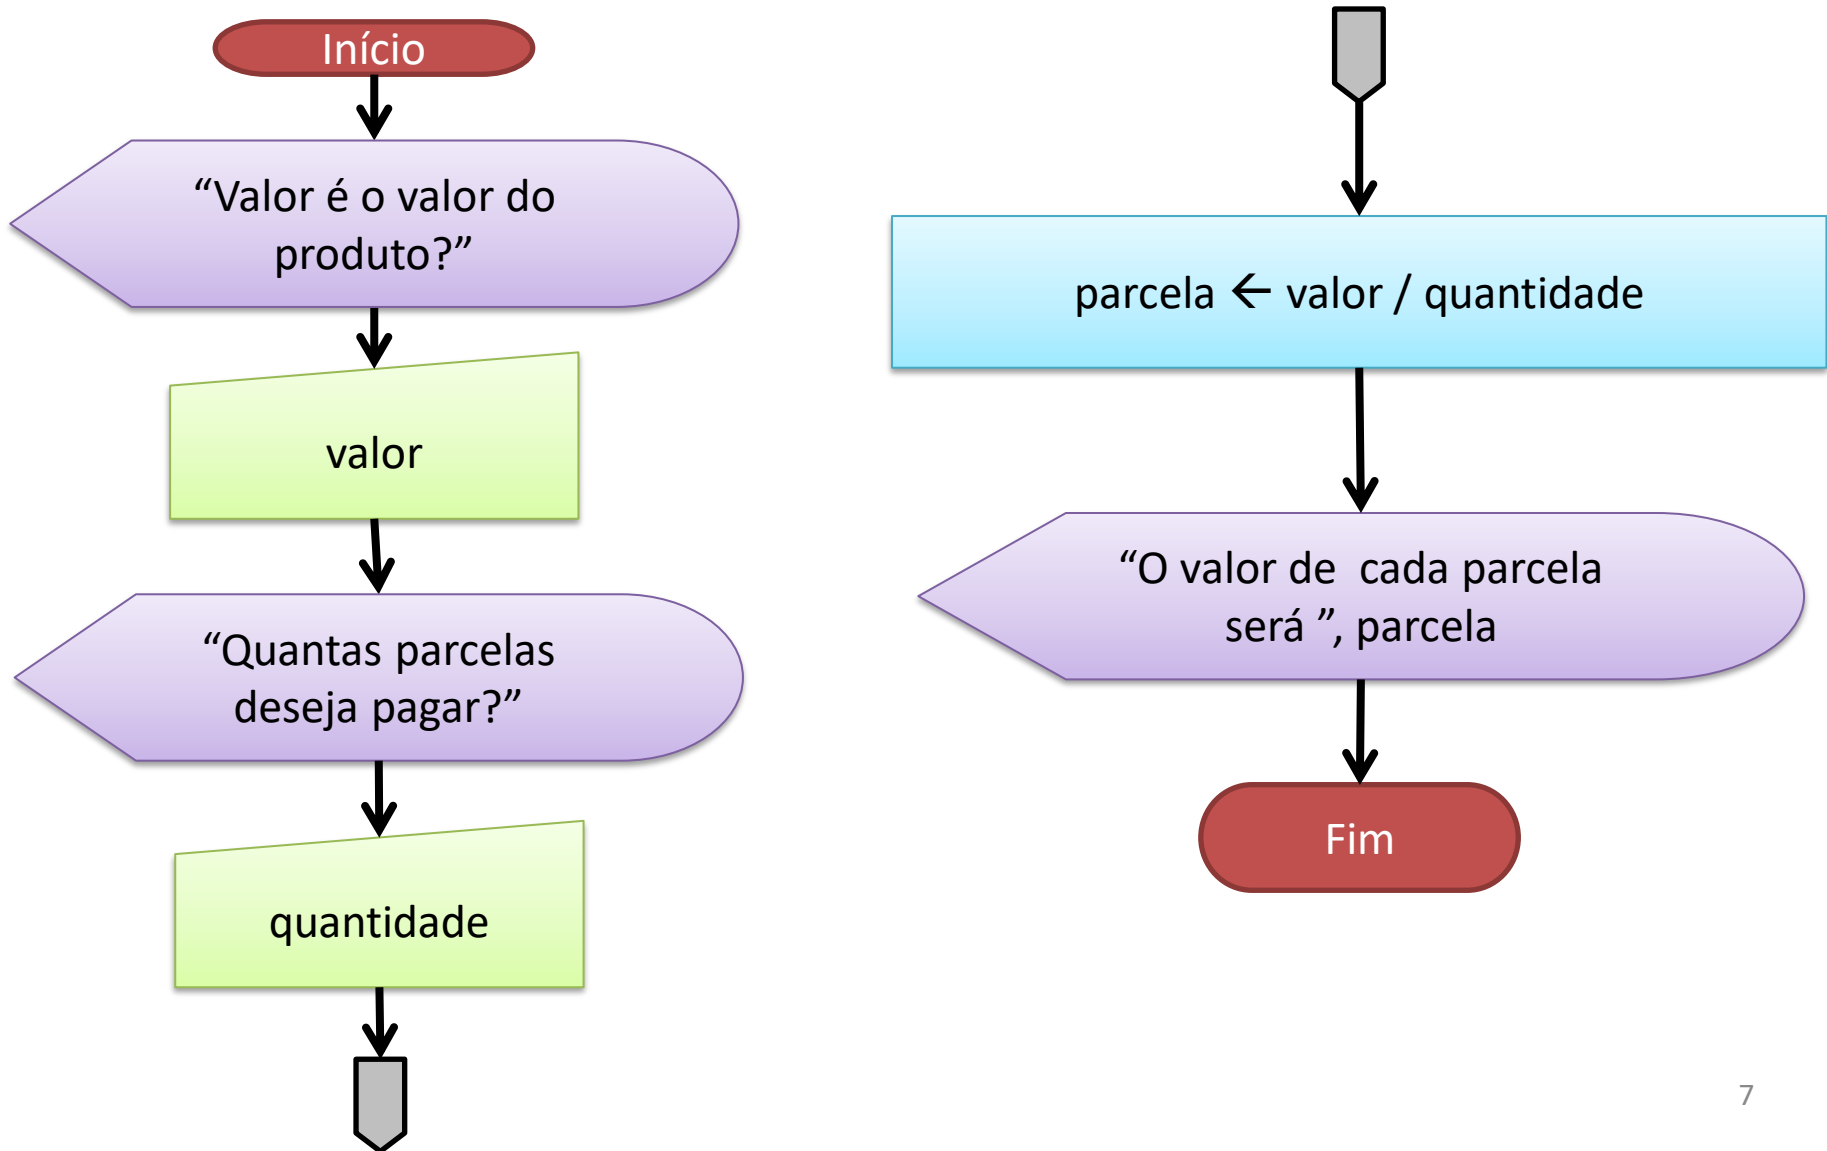 Início
“Valor é o valor do
produto?”
valor
“Quantas parcelas
deseja pagar?”
quantidade
parcela ← valor / quantidade
“O valor de  cada parcela
será ”, parcela
Fim
7